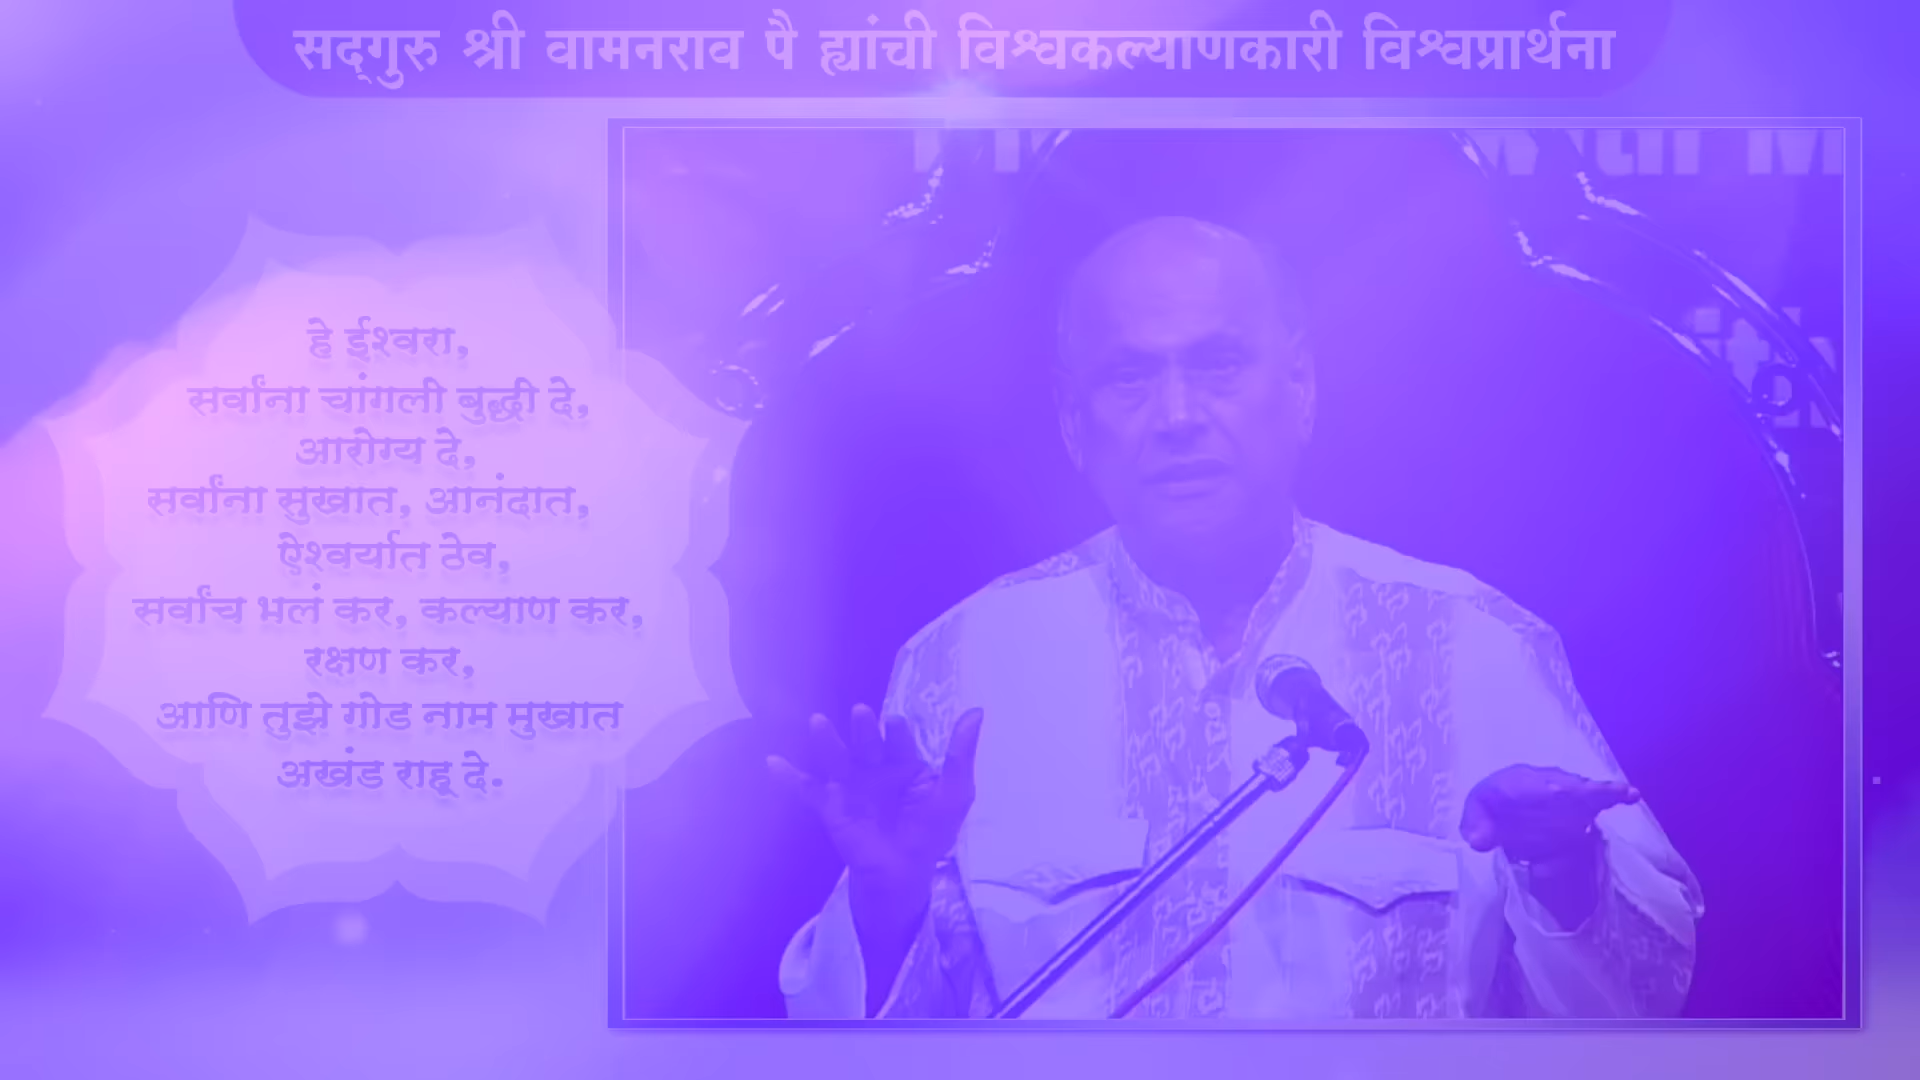 सद्गुरु श्री वामनराव पै ह्यांची विश्वकल्याणकारी विश्वप्रार्थना
हे ईश्वरा,
सर्वांना चांगली बुद्धी दे,
आरोग्य दे,
सर्वांना सुखात, आनंदात,
ऐश्वर्यात ठेव,
सर्वांच भलं कर, कल्याण कर,
रक्षण कर,
आणि तुझे गोड नाम मुखात
अखंड राहू दे.